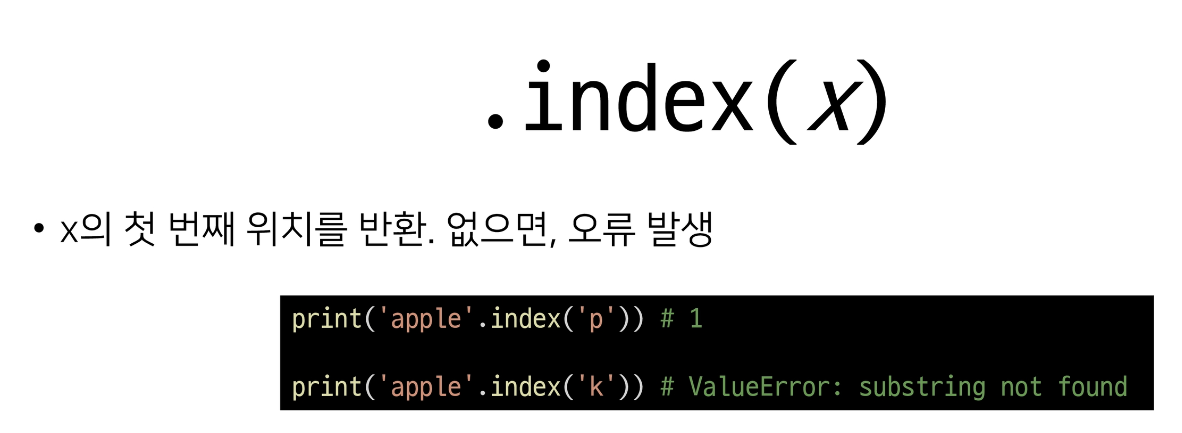 .index(x)
• x의 첫 번째 위치를 반환. 없으면, 오류 발생
print('apple'.index('p')) # 1
print('apple'.index('k')) # ValueError: substring not found